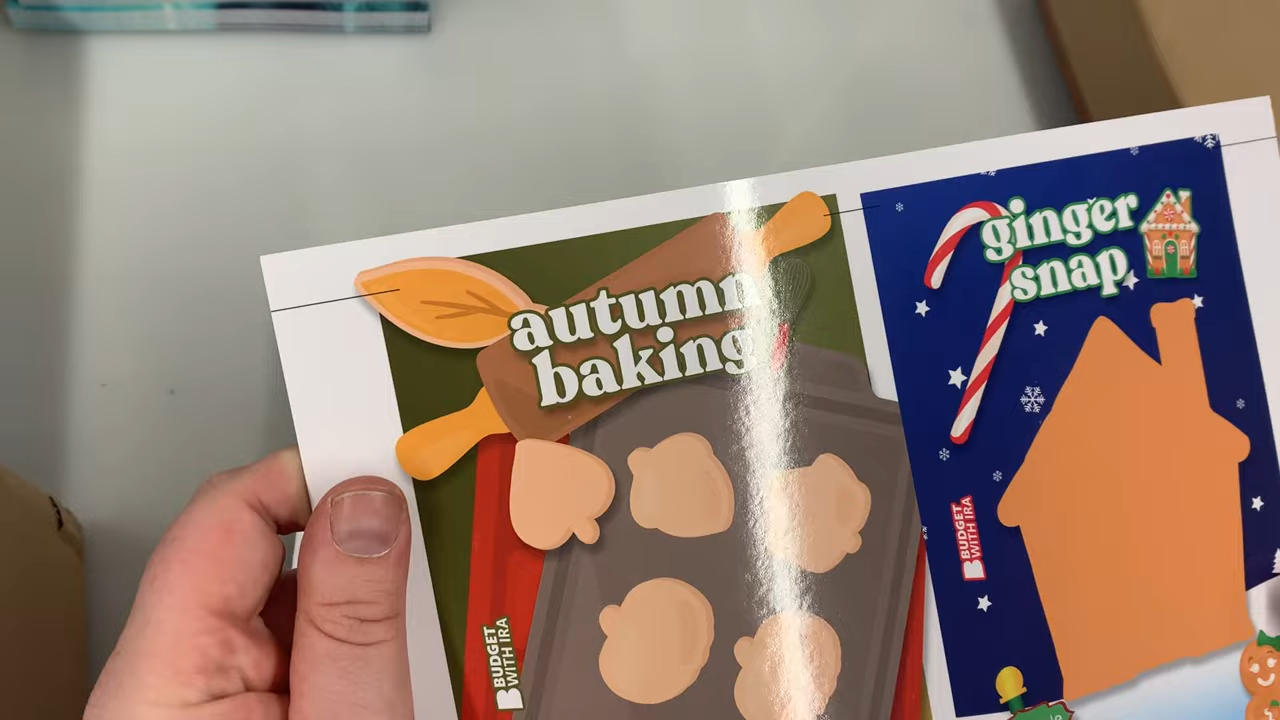 autumn
baking
BUDGET
WITH IRA
ginger
snap
BUDGET
WITH IRA